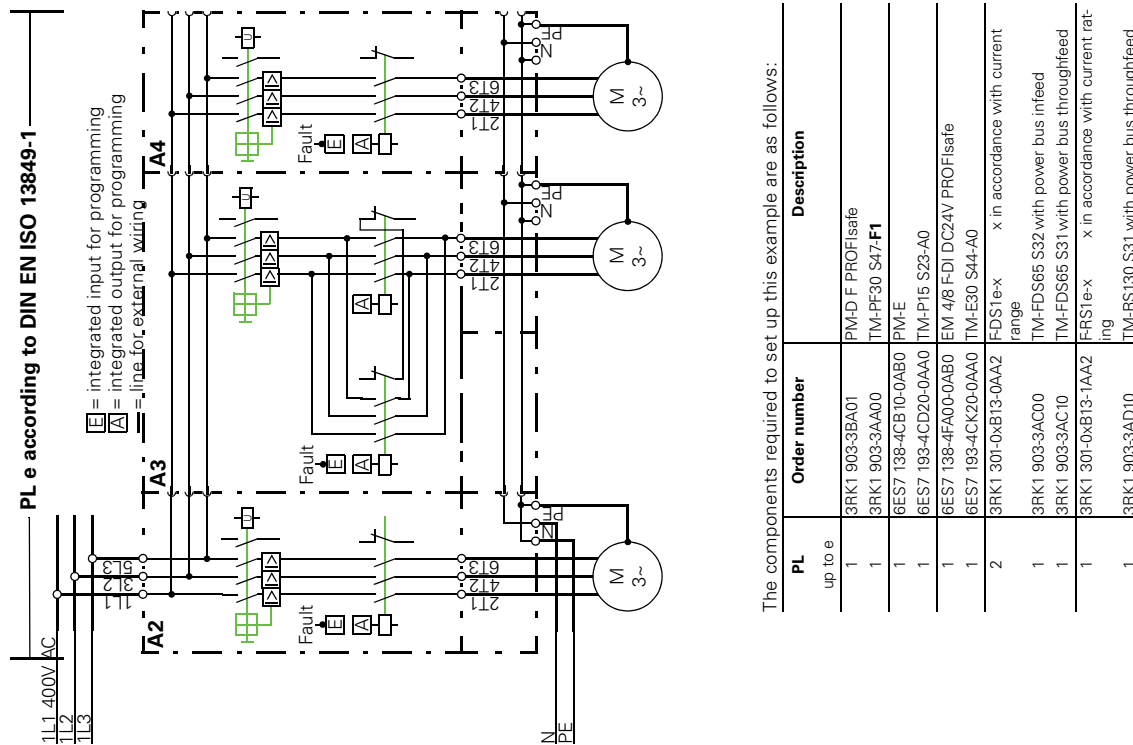 PL e according to DIN EN ISO 13849-1
E = integrated input for programming
A = integrated output for programming
= line for external wiring
1L1 400V AC
1L2
1L3
N
PE
A2
1L1
3L2
5L3
U
I>
I>
I>
Fault
E
A
2T1
4T2
6T3
N
PE
M
3~
A3
U
I>
I>
I>
Fault
E
A
A
2T1
4T2
6T3
N
PE
M
3~
A4
U
I>
I>
I>
Fault
E
A
2T1
4T2
6T3
N
PE
M
3~
The components required to set up this example are as follows:
PL Order number Description
up to e
1 3RK1 903-3BA01 PM-D F PROFIsafe
1 3RK1 903-3AA00 TM-PF30 S47-F1
1 6ES7 138-4CB10-0AB0 PM-E
1 6ES7 193-4CD20-0AA0 TM-P15 S23-A0
1 6ES7 138-4FA00-0AB0 EM 4/8 F-DI DC24V PROFIsafe
1 6ES7 193-4CK20-0AA0 TM-E30 S44-A0
2 3RK1 301-0xB13-0AA2 F-DS1e-x x in accordance with current
range
1 3RK1 903-3AC00 TM-FDS65 S32 with power bus infeed
1 3RK1 903-3AC10 TM-FDS65 S31 with power bus throughfeed
1 3RK1 301-0xB13-1AA2 F-RS1e-x x in accordance with current rat-
ing
1 3RK1 903-3AD10 TM-RS130 S31 with power bus throughfeed